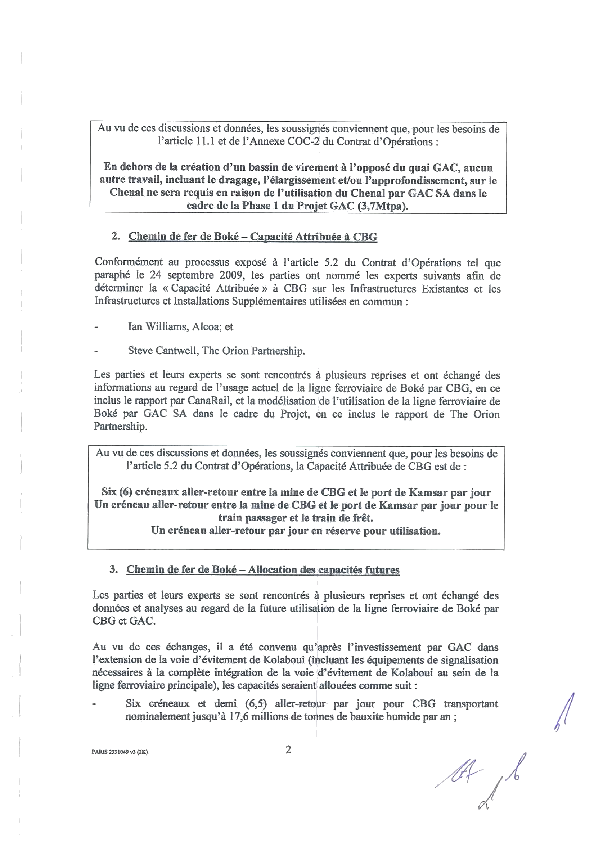 Au vu de ces discussions et données, les soussignés conviennent que, pour les besoins de
l'article 11.1 et de l'Annexe COC-2 du Contrat d'Opérations :
En dehors de la création d'un bassin de virement à l'opposé du quai GAC, aucun
autre travail, incluant le dragage, l'élargissement et/ou l'approfondissement, sur le
Chenal ne sera requis en raison de l'utilisation du Chenal par GAC SA dans le
cadre de la Phase 1 du Projet GAC (3,7Mtpa).
2. Chemin de fer de Boké – Capacité Attribuée à CBG
Conformément au processus exposé à l'article 5.2 du Contrat d'Opérations tel que
paraphé le 24 septembre 2009, les parties ont nommé les experts suivants afin de
déterminer la « Capacité Attribuée » à CBG sur les Infrastructures Existantes et les
Infrastructures et Installations Supplémentaires utilisées en commun :
- Ian Williams, Alcoa; et
- Steve Cantwell, The Orion Partnership.
Les parties et leurs experts se sont rencontrés à plusieurs reprises et ont échangé des
informations au regard de l'usage actuel de la ligne ferroviaire de Boké par CBG, en ce
inclus le rapport par CanaRail, et la modélisation de l'utilisation de la ligne ferroviaire de
Boké par GAC SA dans le cadre du Projet, en ce inclus le rapport de The Orion
Partnership.
Au vu de ces discussions et données, les soussignés conviennent que, pour les besoins de
l'article 5.2 du Contrat d'Opérations, la Capacité Attribuée de CBG est de :
Six (6) créneaux aller-retour entre la mine de CBG et le port de Kamsar par jour
Un créneau aller-retour entre la mine de CBG et le port de Kamsar par jour pour le
train passager et le train de frêt.
Un créneau aller-retour par jour en réserve pour utilisation.
3. Chemin de fer de Boké – Allocation des capacités futures
Les parties et leurs experts se sont rencontrés à plusieurs reprises et ont échangé des
données et analyses au regard de la future utilisation de la ligne ferroviaire de Boké par
CBG et GAC.
Au vu de ces échanges, il a été convenu qu'après l'investissement par GAC dans
l'extension de la voie d'évitement de Kolaboui (incluant les équipements de signalisation
nécessaires à la complète intégration de la voie d'évitement de Kolaboui au sein de la
ligne ferroviaire principale), les capacités seraient allouées comme suit :
- Six créneaux et demi (6,5) aller-retour par jour pour CBG transportant
nominalement jusqu'à 17,6 millions de tonnes de bauxite humide par an ;
PARIS
2